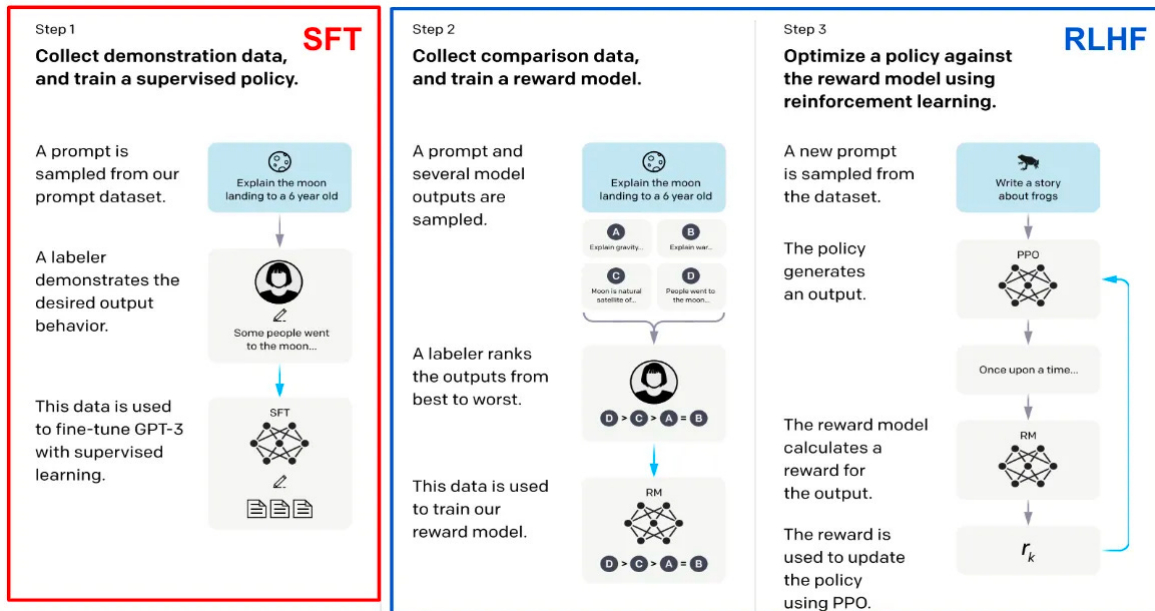 Step 1
SFT
Collect demonstration data,
and train a supervised policy.
A prompt is
sampled from our
prompt dataset.
Explain the moon
landing to a 6 year old
A labeler
demonstrates the
desired output
behavior.
Some people went
to the moon...
This data is used
to fine-tune GPT-3
with supervised
learning.
SFT
Step 2
Collect comparison data,
and train a reward model.
A prompt and
several model
outputs are
sampled.
Explain the moon
landing to a 6 year old
A
Explain gravity...
B
Explain war...
C
Moon is natural
satellite of...
D
People went to
the moon...
A labeler ranks
the outputs from
best to worst.
D > C > A = B
This data is used
to train our
reward model.
RM
D > C > A = B
Step 3
RLHF
Optimize a policy against
the reward model using
reinforcement learning.
A new prompt
is sampled from
the dataset.
Write a story
about frogs
The policy
generates
an output.
PPO
Once upon a time...
The reward model
calculates a
reward for
the output.
RM
The reward is
used to update
the policy
using PPO.
r_k